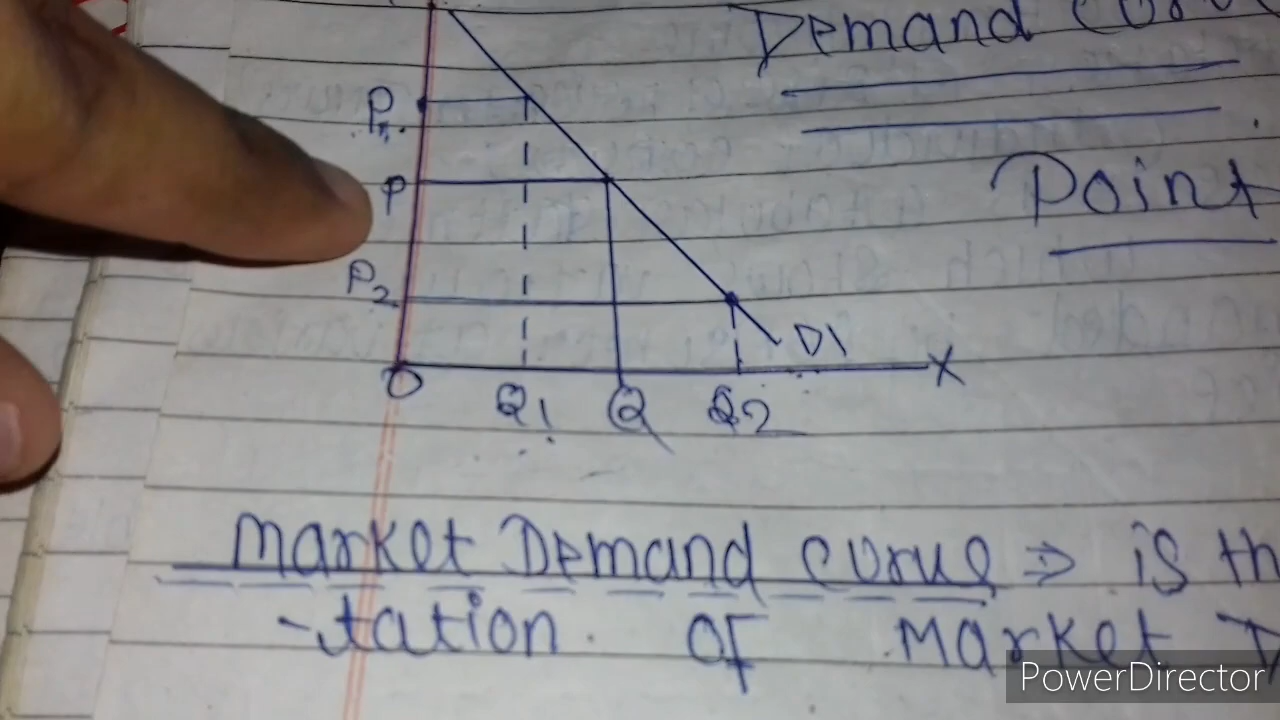 Demand
P1
Point
P
P2
D1
O
X
Q1
Q
Q2
Market Demand curve ⇒ is th
-tation of Market D
PowerDirector